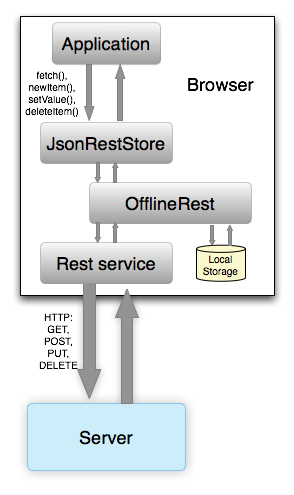 Application
fetch(),
newItem(),
setValue(),
deleteItem()
Browser
JsonRestStore
OfflineRest
Rest service
Local
Storage
HTTP:
GET,
POST,
PUT,
DELETE
Server